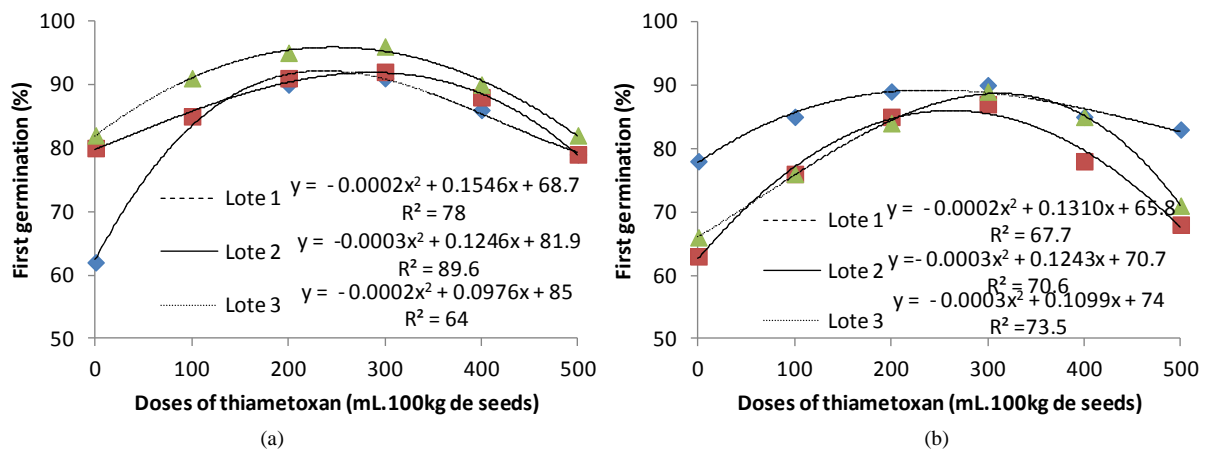 First germination (%)
100
90
80
70
60
50
Lote 1
y = - 0.0002x² + 0.1546x + 68.7
R² = 78
Lote 2
y = -0.0003x² + 0.1246x + 81.9
R² = 89.6
Lote 3
y = -0.0002x² + 0.0976x + 85
R² = 64
0 100 200 300 400 500
Doses of thiametoxan (mL.100kg de seeds)
(a)
First germination (%)
100
90
80
70
60
50
Lote 1
y = - 0.0002x² + 0.1310x + 65.8
R² = 67.7
Lote 2
y =- 0.0003x² + 0.1243x + 70.7
R² = 70.6
Lote 3
y = - 0.0003x² + 0.1099x + 74
R² =73.5
0 100 200 300 400 500
Doses of thiametoxan (mL.100kg de seeds)
(b)